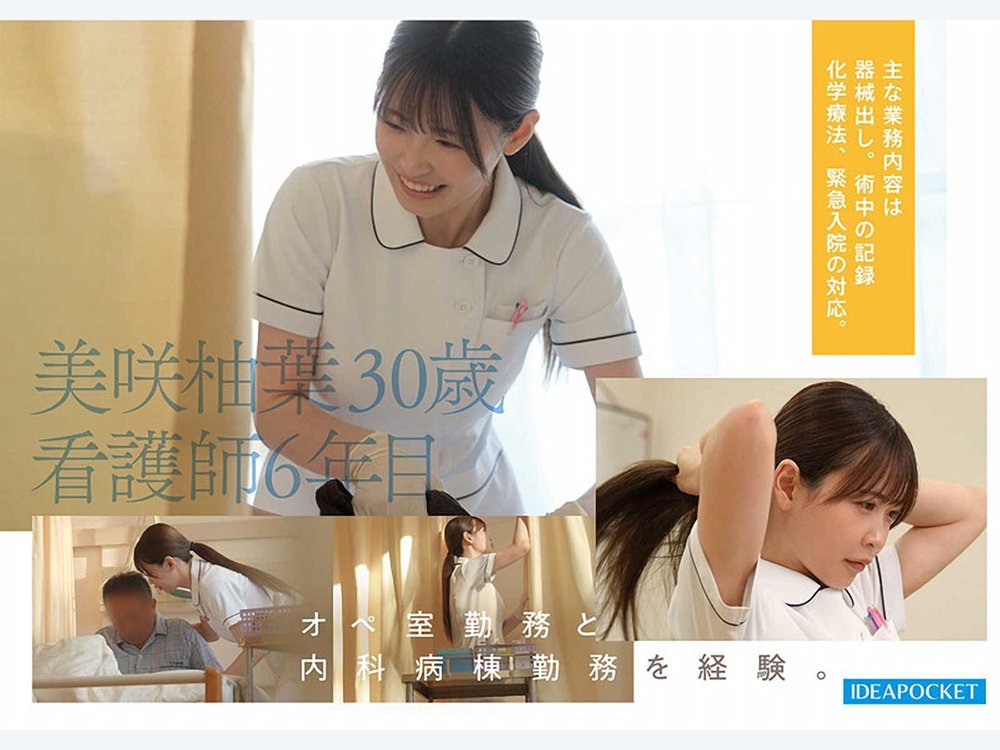 主な業務内容は
器械出し。術中の記録
化学療法、緊急入院の対応。
美咲柚葉 30歳
看護師6年目
オペ室勤務と
内科病棟勤務を経験。
IDEAPOCKET